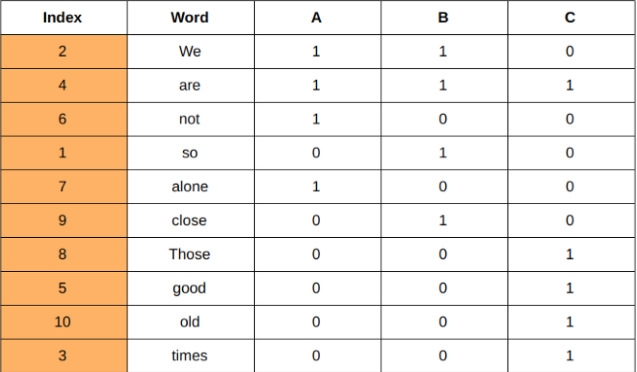 Index Word A B C
2 We 1 1 0
4 are 1 1 1
6 not 1 0 0
1 so 0 1 0
7 alone 1 0 0
9 close 0 1 0
8 Those 0 0 1
5 good 0 0 1
10 old 0 0 1
3 times 0 0 1